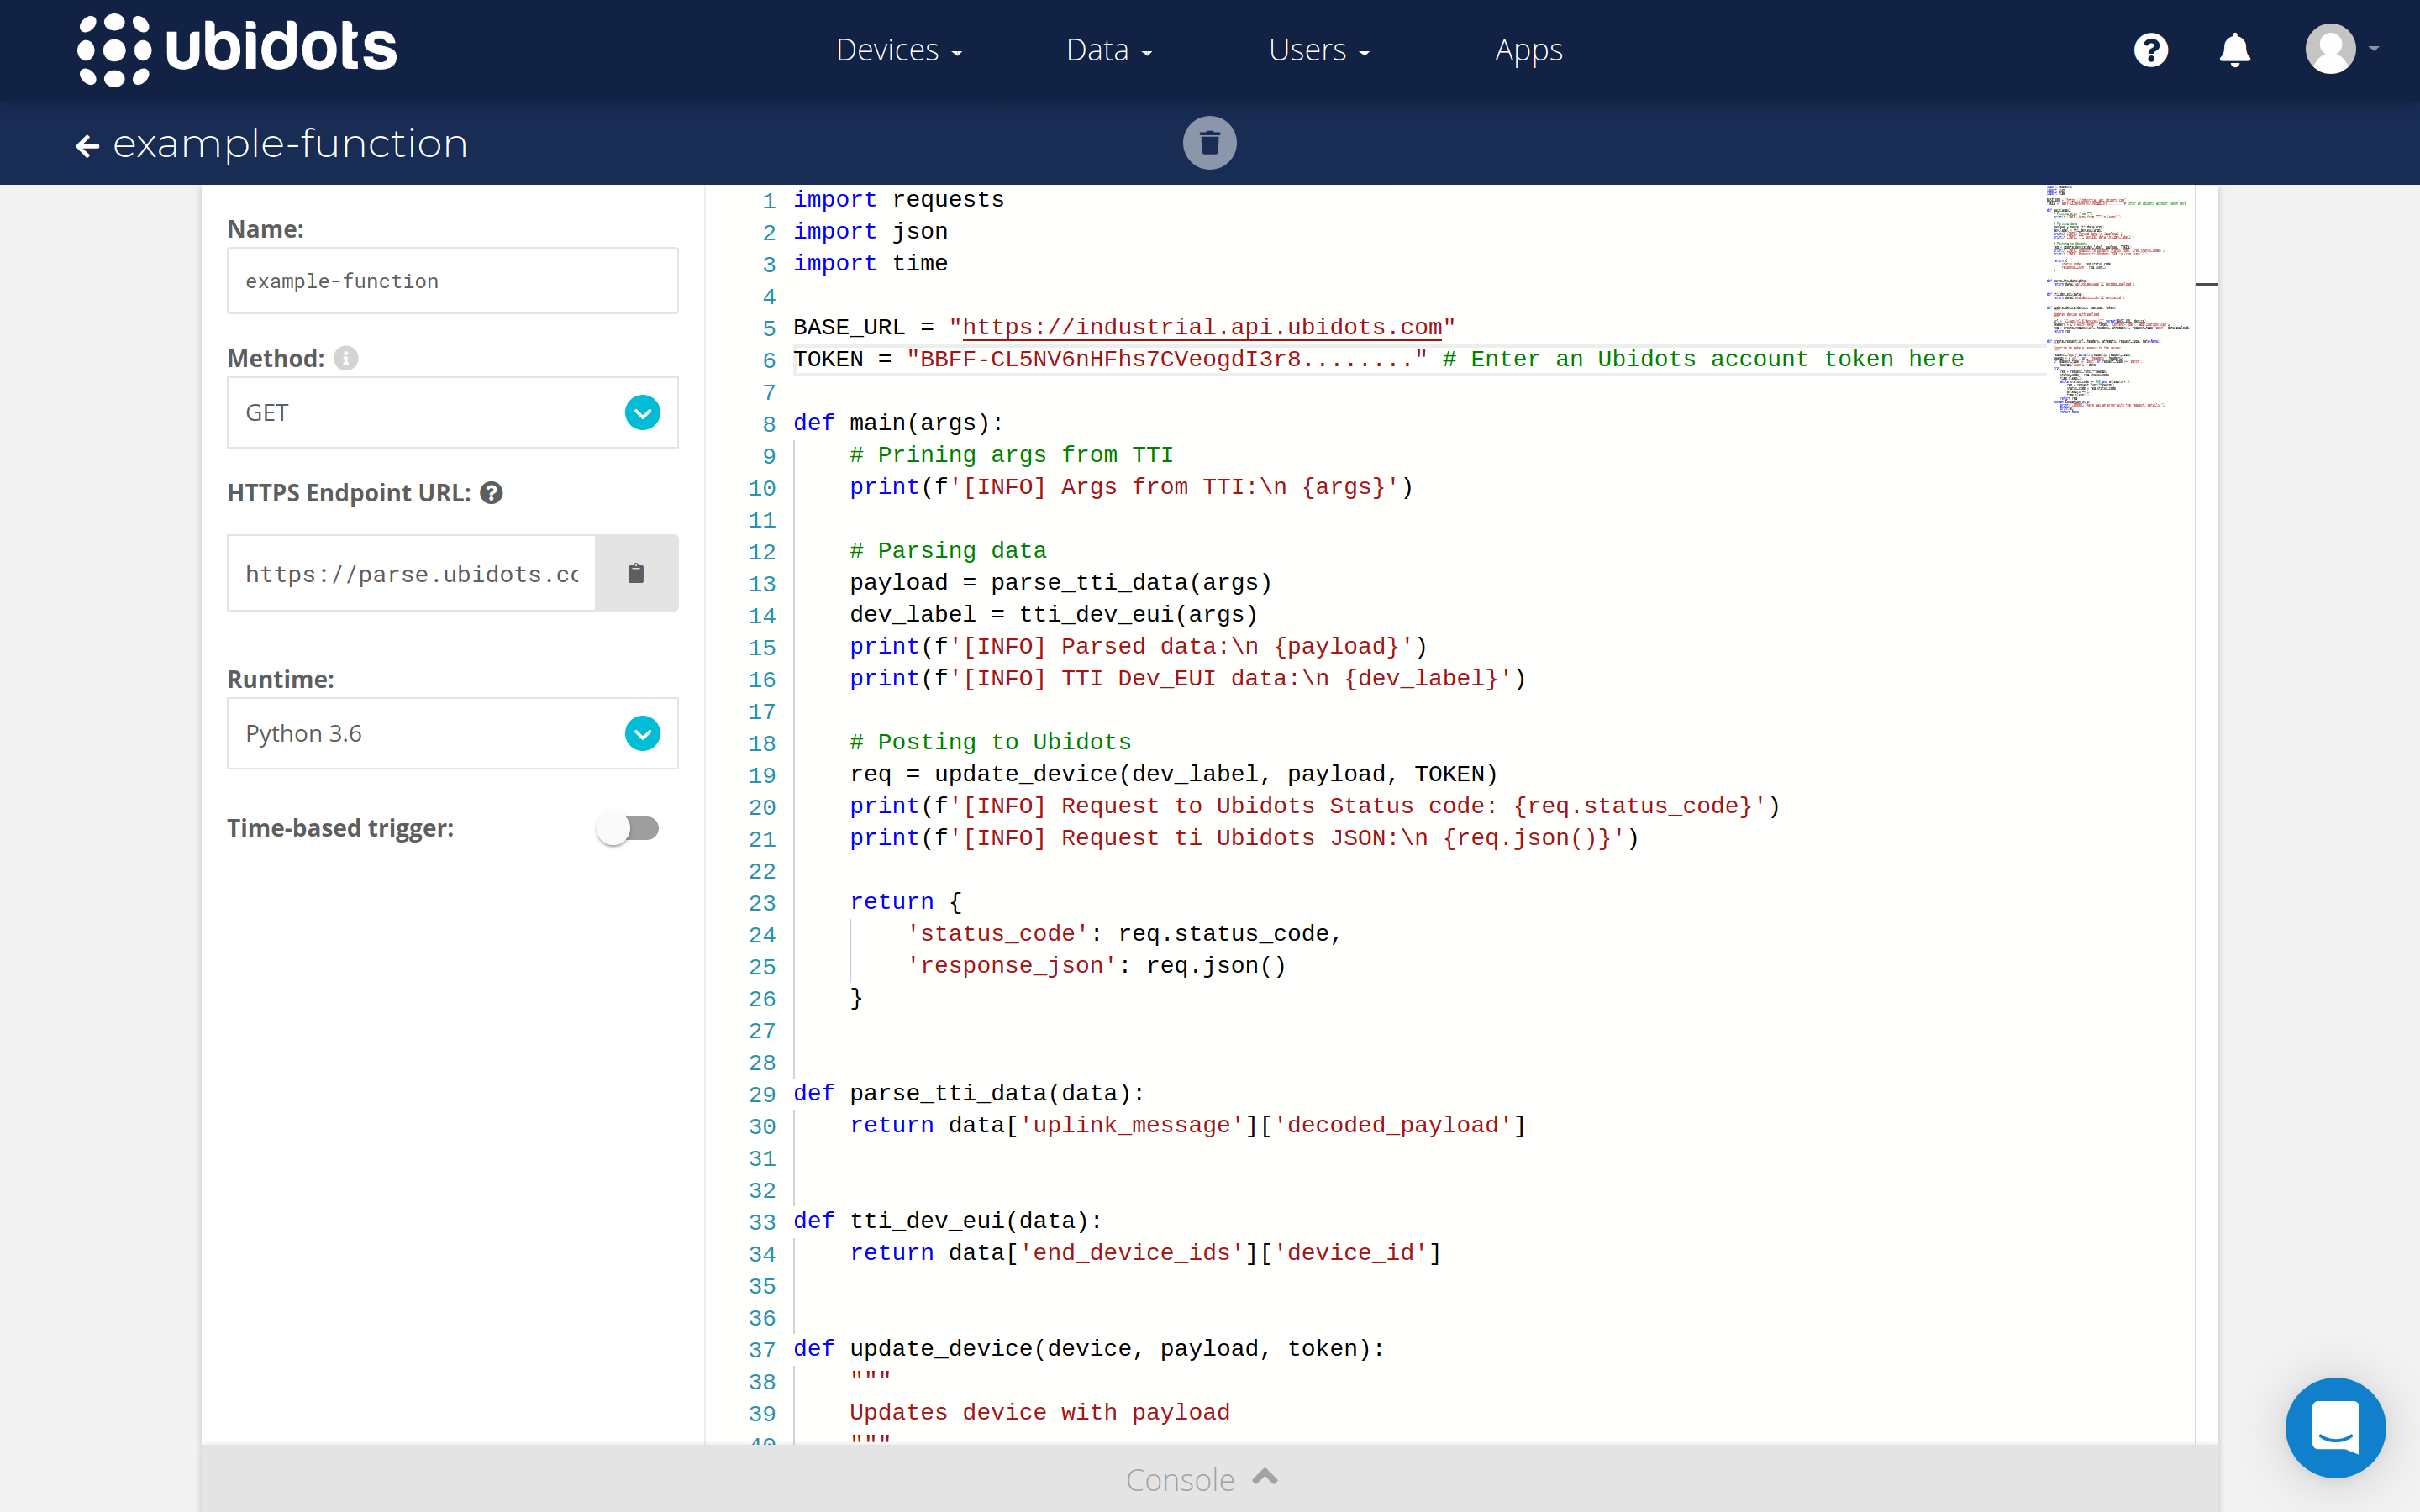 ubidots
Devices
Data
Users
Apps
example-function
Name:
example-function
Method:
GET
HTTPS Endpoint URL:
https://parse.ubidots.cc
Runtime:
Python 3.6
Time-based trigger:
1 import requests
2 import json
3 import time
4
5 BASE_URL = "https://industrial.api.ubidots.com"
6 TOKEN = "BBFF-CL5NV6nHFhs7CVeogdI3r8........" # Enter an Ubidots account token here
7
8 def main(args):
9     # Prining args from TTI
10     print(f'[INFO] Args from TTI:\n {args}')
11
12     # Parsing data
13     payload = parse_tti_data(args)
14     dev_label = tti_dev_eui(args)
15     print(f'[INFO] Parsed data:\n {payload}')
16     print(f'[INFO] TTI Dev_EUI data:\n {dev_label}')
17
18     # Posting to Ubidots
19     req = update_device(dev_label, payload, TOKEN)
20     print(f'[INFO] Request to Ubidots Status code: {req.status_code}')
21     print(f'[INFO] Request ti Ubidots JSON:\n {req.json()}')
22
23     return {
24         'status_code': req.status_code,
25         'response_json': req.json()
26     }
27
28
29 def parse_tti_data(data):
30     return data['uplink_message']['decoded_payload']
31
32
33 def tti_dev_eui(data):
34     return data['end_device_ids']['device_id']
35
36
37 def update_device(device, payload, token):
38     """
39     Updates device with payload
40     """
Console